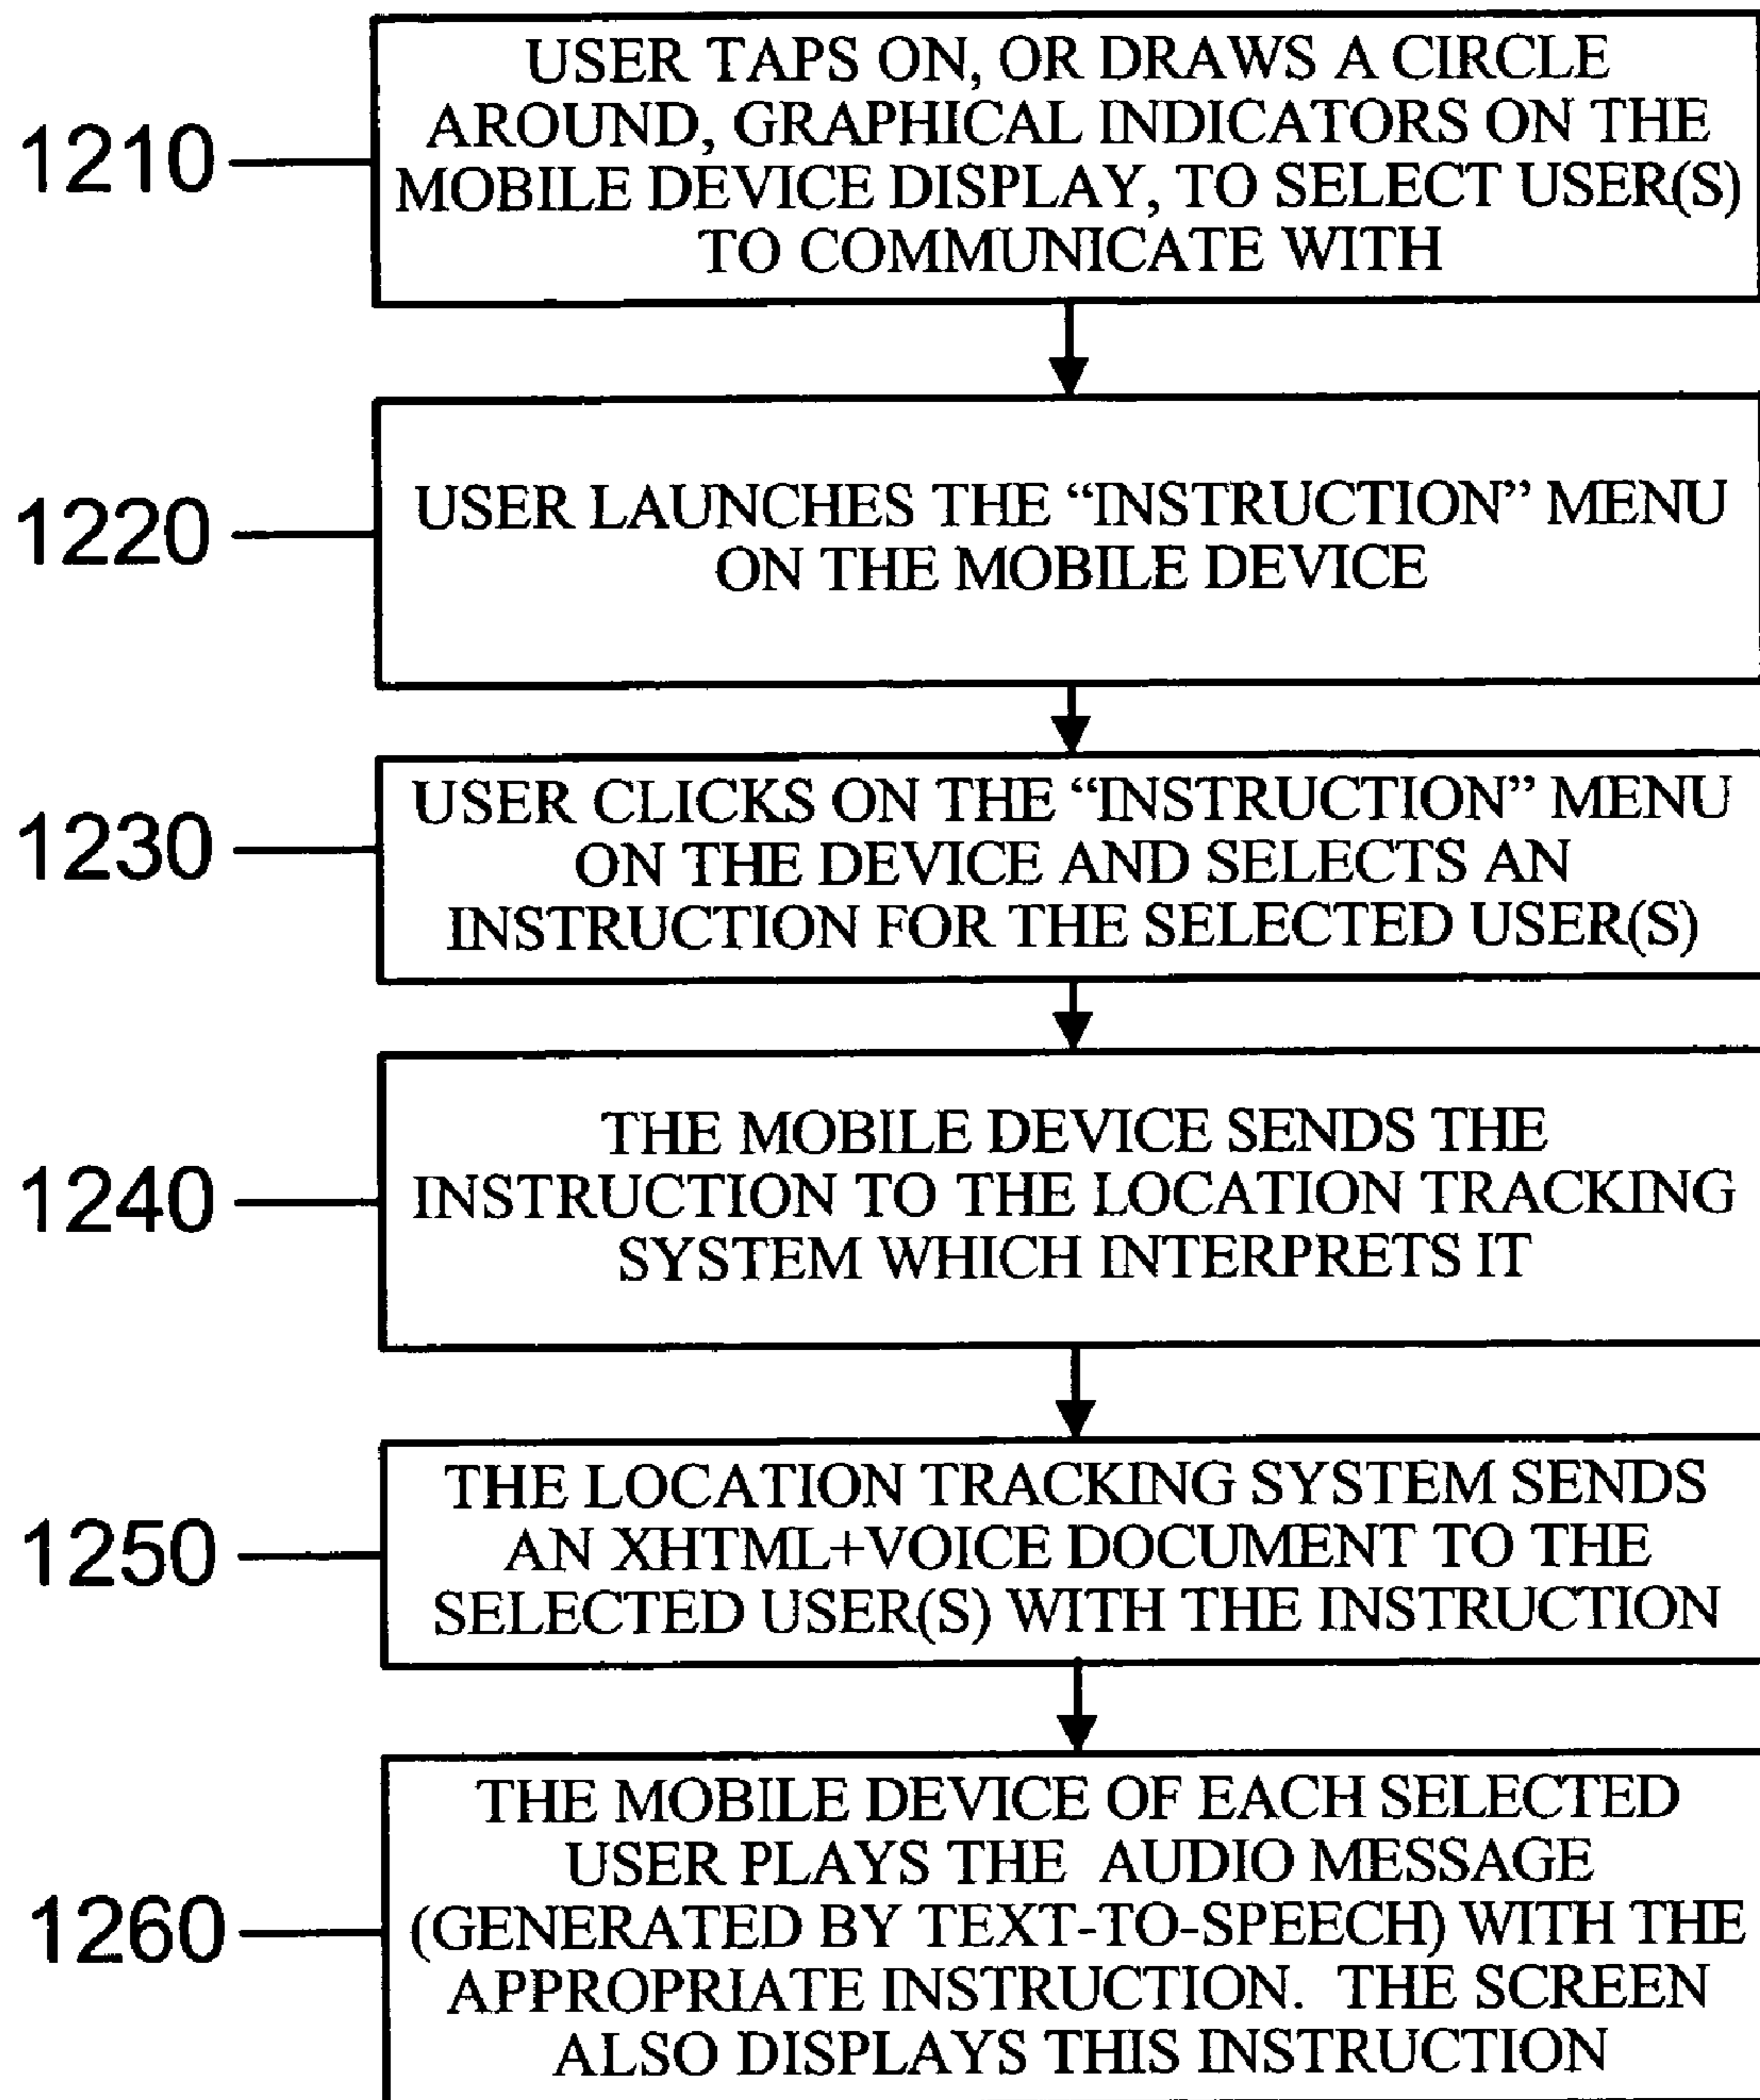 1210
USER TAPS ON, OR DRAWS A CIRCLE
AROUND, GRAPHICAL INDICATORS ON THE
MOBILE DEVICE DISPLAY, TO SELECT USER(S)
TO COMMUNICATE WITH
1220
USER LAUNCHES THE “INSTRUCTION” MENU
ON THE MOBILE DEVICE
1230
USER CLICKS ON THE “INSTRUCTION” MENU
ON THE DEVICE AND SELECTS AN
INSTRUCTION FOR THE SELECTED USER(S)
1240
THE MOBILE DEVICE SENDS THE
INSTRUCTION TO THE LOCATION TRACKING
SYSTEM WHICH INTERPRETS IT
1250
THE LOCATION TRACKING SYSTEM SENDS
AN XHTML+VOICE DOCUMENT TO THE
SELECTED USER(S) WITH THE INSTRUCTION
1260
THE MOBILE DEVICE OF EACH SELECTED
USER PLAYS THE AUDIO MESSAGE
(GENERATED BY TEXT-TO-SPEECH) WITH THE
APPROPRIATE INSTRUCTION. THE SCREEN
ALSO DISPLAYS THIS INSTRUCTION